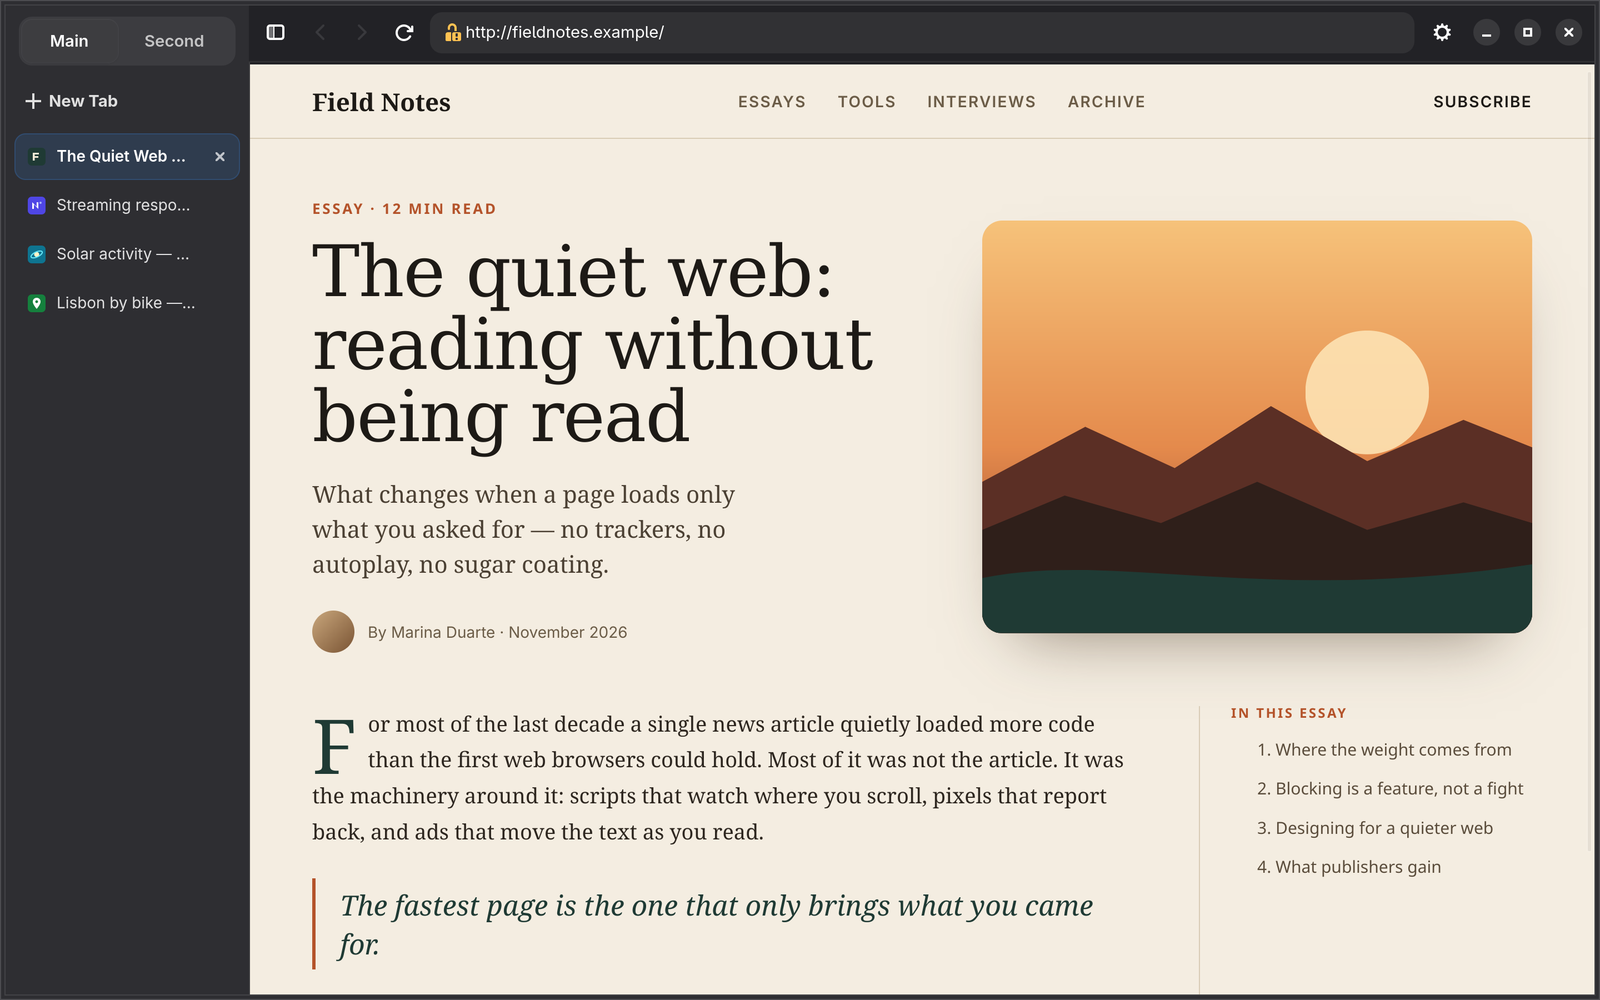 Main
Second
New Tab
F
The Quiet Web ...
Streaming respo...
Solar activity — ...
Lisbon by bike —...
http://fieldnotes.example/
Field Notes
ESSAYS
TOOLS
INTERVIEWS
ARCHIVE
SUBSCRIBE
ESSAY · 12 MIN READ
The quiet web:
reading without
being read
What changes when a page loads only
what you asked for — no trackers, no
autoplay, no sugar coating.
By Marina Duarte · November 2026
For most of the last decade a single news article quietly loaded more code
than the first web browsers could hold. Most of it was not the article. It was
the machinery around it: scripts that watch where you scroll, pixels that report
back, and ads that move the text as you read.
The fastest page is the one that only brings what you came
for.
IN THIS ESSAY
1. Where the weight comes from
2. Blocking is a feature, not a fight
3. Designing for a quieter web
4. What publishers gain